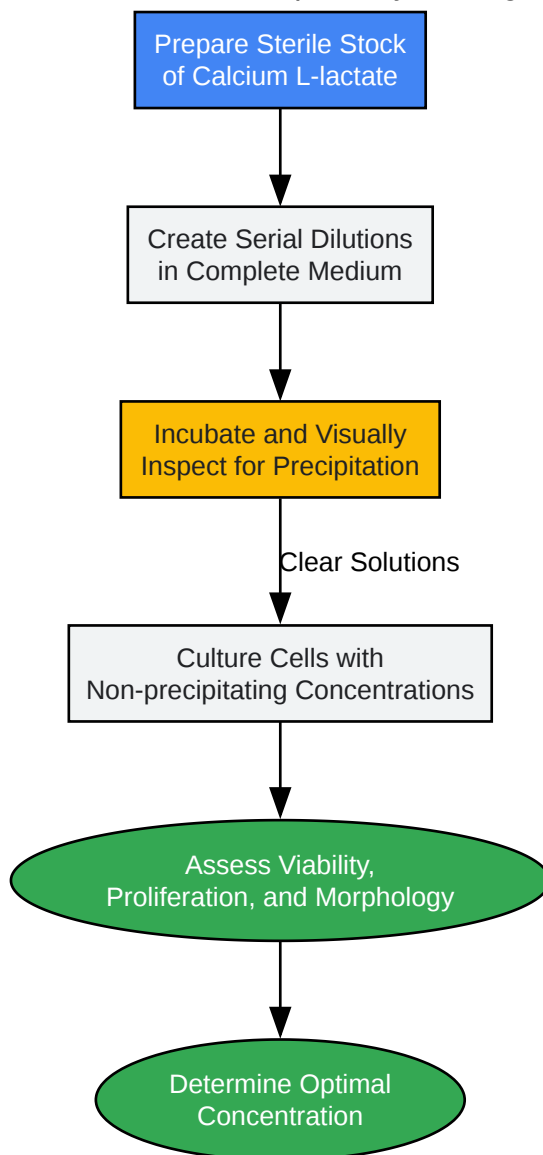 Prepare Sterile Stock
of Calcium L-lactate
Create Serial Dilutions
in Complete Medium
Incubate and Visually
Inspect for Precipitation
Clear Solutions
Culture Cells with
Non-precipitating Concentrations
Assess Viability,
Proliferation, and Morphology
Determine Optimal
Concentration